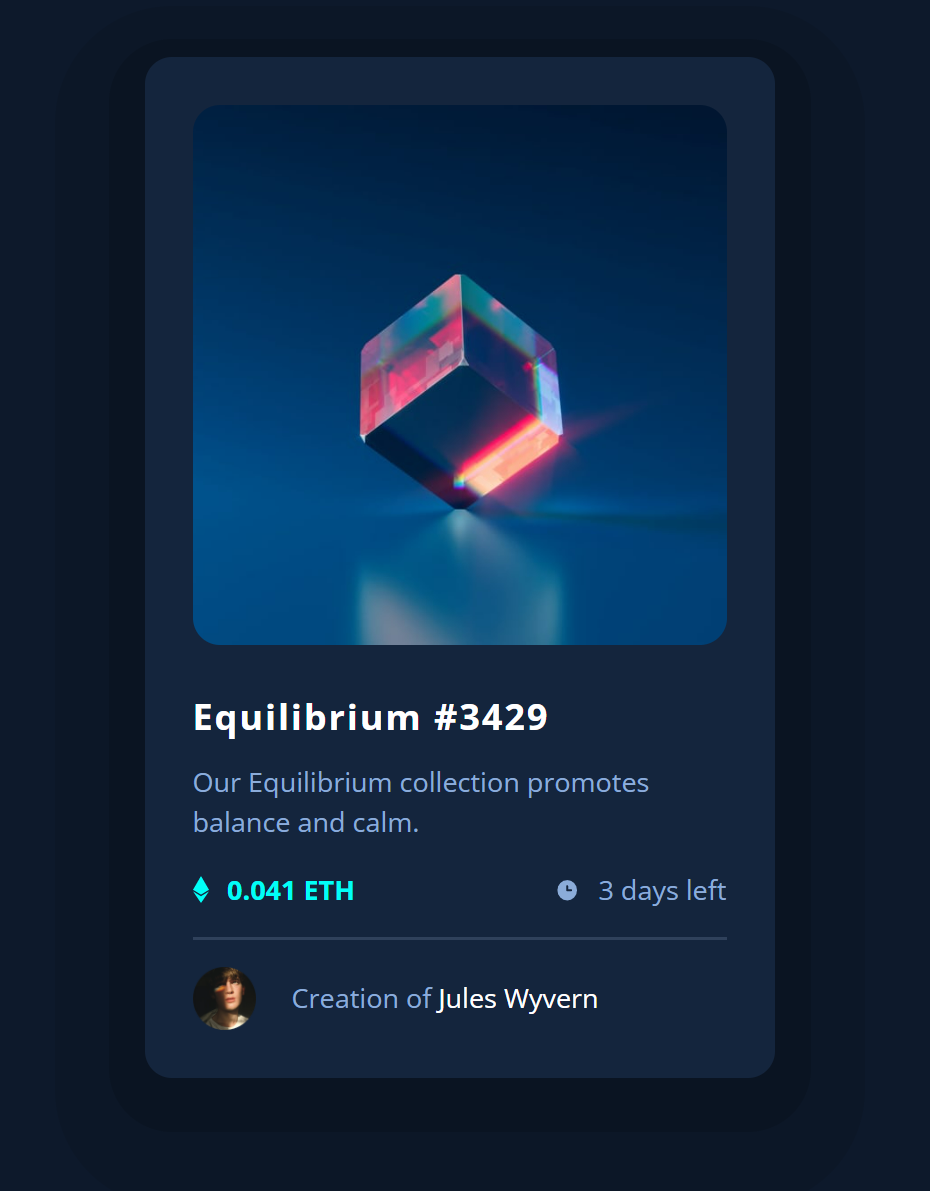 Equilibrium #3429
Our Equilibrium collection promotes
balance and calm.
0.041 ETH
3 days left
Creation of Jules Wyvern